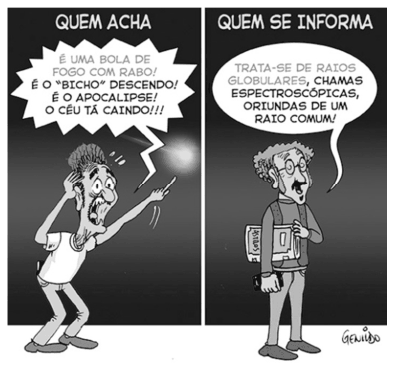 QUEM ACHA
É UMA BOLA DE
FOGO COM RABO!
É O "BICHO" DESCENDO!
É O APOCALIPSE!
O CÉU TÁ CAINDO!!!
QUEM SE INFORMA
TRATA-SE DE RAIOS
GLOBULARES, CHAMAS
ESPECTROSCÓPICAS,
ORIUNDAS DE UM
RAIO COMUM!
GENILDO